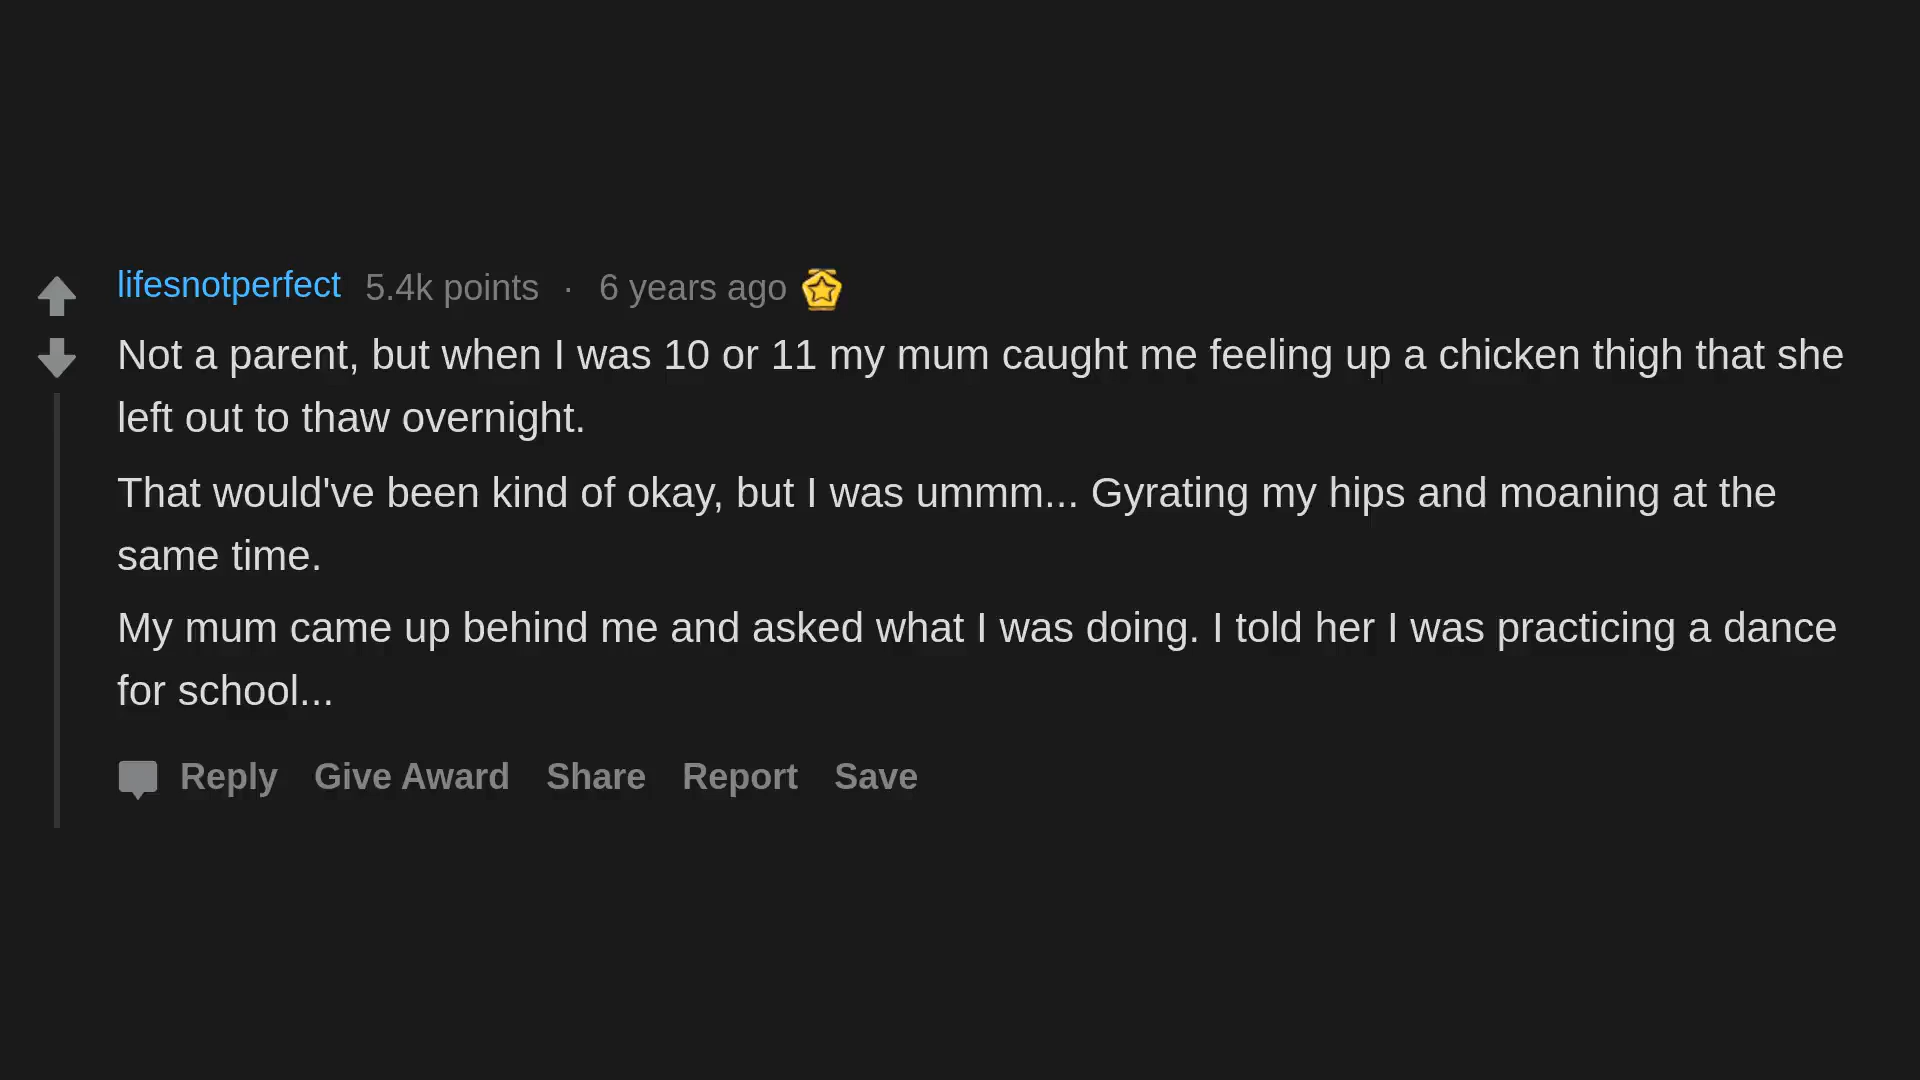 lifesnotperfect 5.4k points · 6 years ago
Not a parent, but when I was 10 or 11 my mum caught me feeling up a chicken thigh that she
left out to thaw overnight.
That would've been kind of okay, but I was ummm... Gyrating my hips and moaning at the
same time.
My mum came up behind me and asked what I was doing. I told her I was practicing a dance
for school...
Reply Give Award Share Report Save